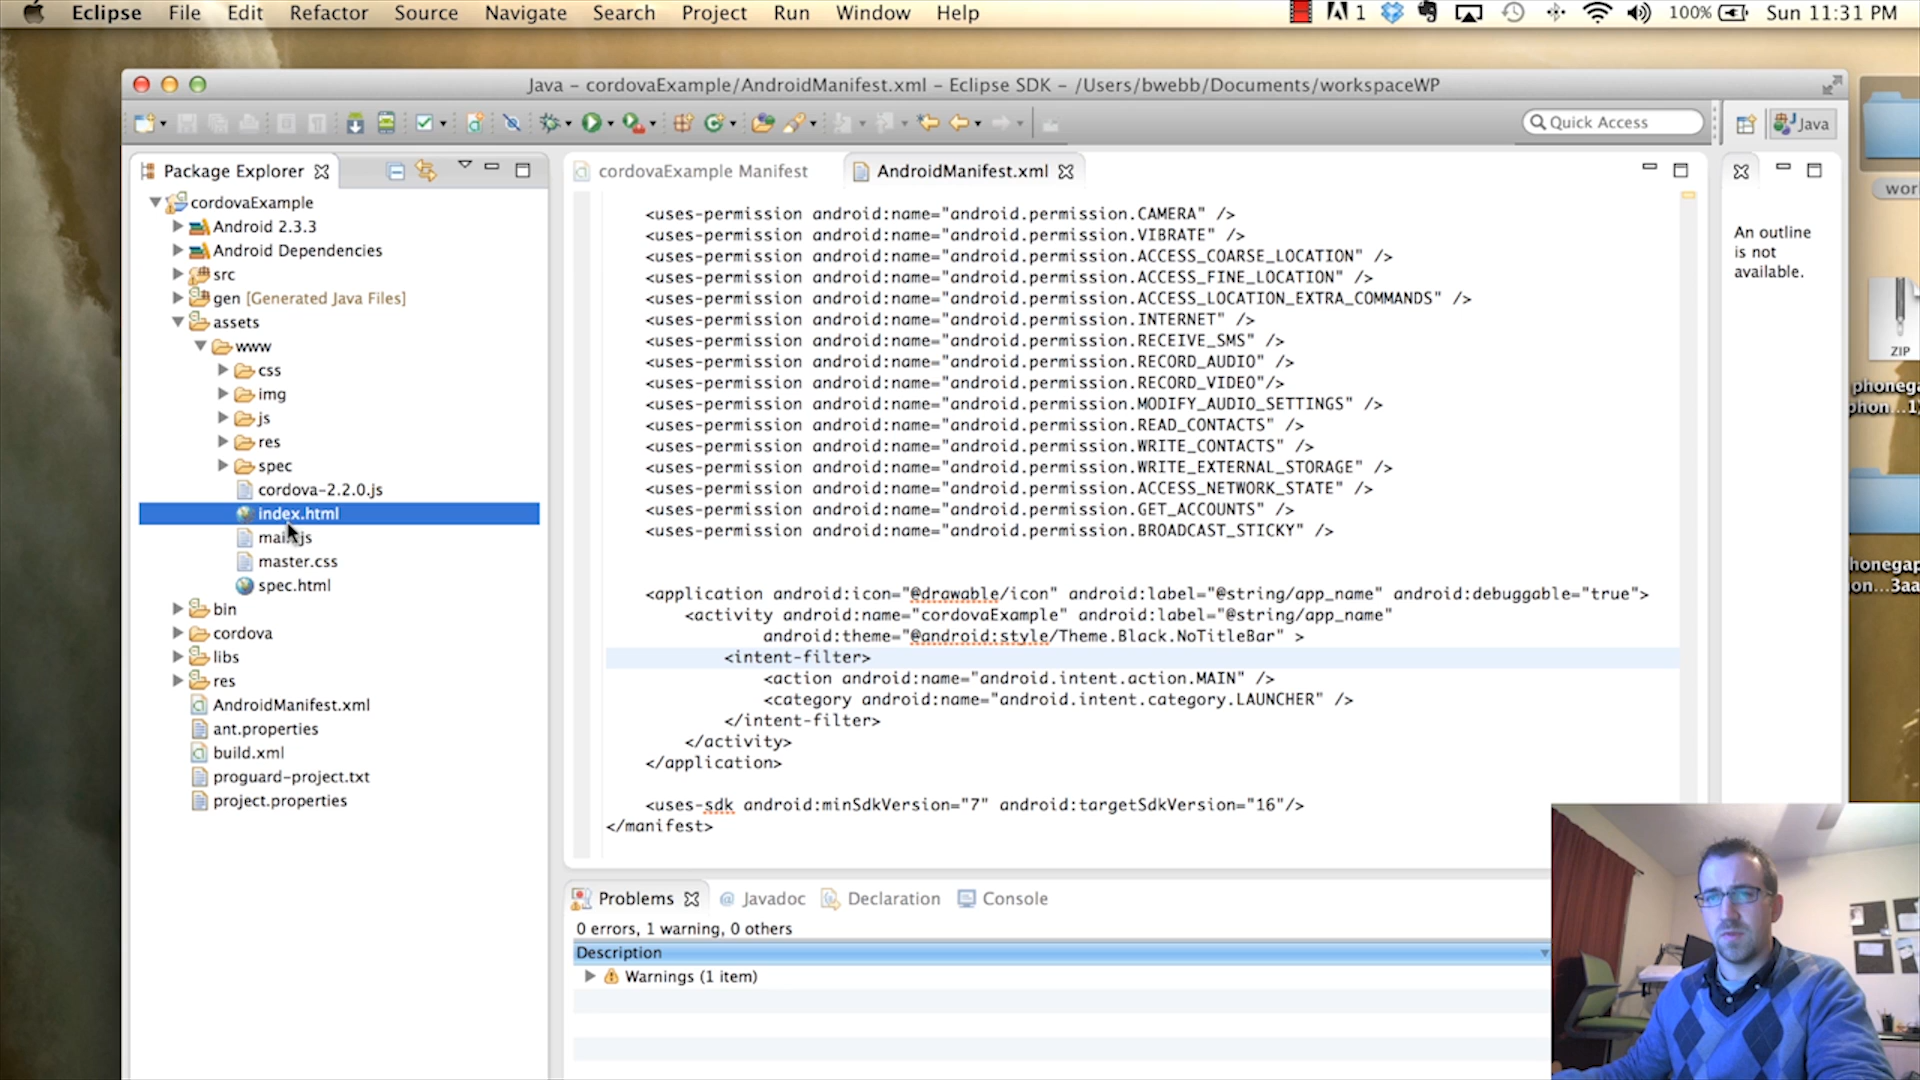 Eclipse File Edit Refactor Source Navigate Search Project Run Window Help 1 100% Sun 11:31 PM
Java – cordovaExample/AndroidManifest.xml – Eclipse SDK – /Users/bwebb/Documents/workspaceWP
Quick Access Java
Package Explorer
cordovaExample
Android 2.3.3
Android Dependencies
src
gen [Generated Java Files]
assets
www
css
img
js
res
spec
cordova-2.2.0.js
index.html
main.js
master.css
spec.html
bin
cordova
libs
res
AndroidManifest.xml
ant.properties
build.xml
proguard-project.txt
project.properties
cordovaExample Manifest AndroidManifest.xml
<uses-permission android:name="android.permission.CAMERA" />
<uses-permission android:name="android.permission.VIBRATE" />
<uses-permission android:name="android.permission.ACCESS_COARSE_LOCATION" />
<uses-permission android:name="android.permission.ACCESS_FINE_LOCATION" />
<uses-permission android:name="android.permission.ACCESS_LOCATION_EXTRA_COMMANDS" />
<uses-permission android:name="android.permission.INTERNET" />
<uses-permission android:name="android.permission.RECEIVE_SMS" />
<uses-permission android:name="android.permission.RECORD_AUDIO" />
<uses-permission android:name="android.permission.RECORD_VIDEO"/>
<uses-permission android:name="android.permission.MODIFY_AUDIO_SETTINGS" />
<uses-permission android:name="android.permission.READ_CONTACTS" />
<uses-permission android:name="android.permission.WRITE_CONTACTS" />
<uses-permission android:name="android.permission.WRITE_EXTERNAL_STORAGE" />
<uses-permission android:name="android.permission.ACCESS_NETWORK_STATE" />
<uses-permission android:name="android.permission.GET_ACCOUNTS" />
<uses-permission android:name="android.permission.BROADCAST_STICKY" />
<application android:icon="@drawable/icon" android:label="@string/app_name" android:debuggable="true">
<activity android:name="cordovaExample" android:label="@string/app_name"
android:theme="@android:style/Theme.Black.NoTitleBar" >
<intent-filter>
<action android:name="android.intent.action.MAIN" />
<category android:name="android.intent.category.LAUNCHER" />
</intent-filter>
</activity>
</application>
<uses-sdk android:minSdkVersion="7" android:targetSdkVersion="16"/>
</manifest>
An outline
is not
available.
Problems @ Javadoc Declaration Console
0 errors, 1 warning, 0 others
Description
Warnings (1 item)
wor
ZIP
phonega
phon...1)
honegap
on...3aa